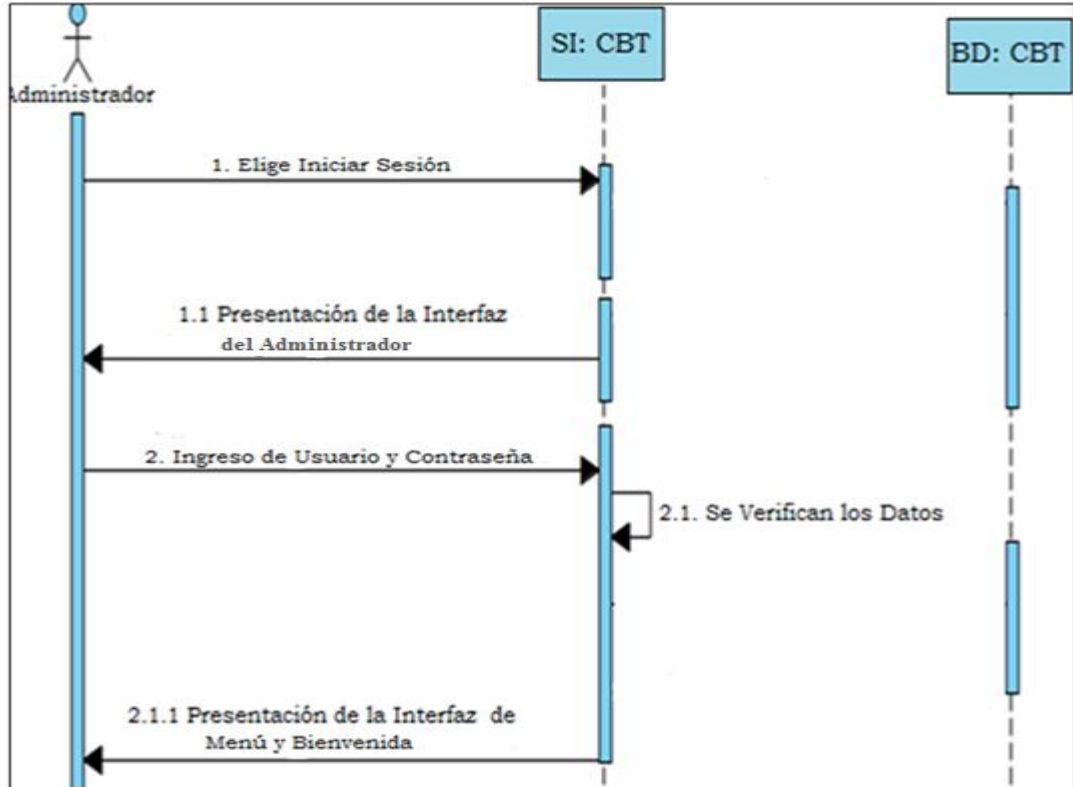 SI: CBT
BD: CBT
Administrador
1. Elige Iniciar Sesión
1.1 Presentación de la Interfaz
del Administrador
2. Ingreso de Usuario y Contraseña
2.1. Se Verifican los Datos
2.1.1 Presentación de la Interfaz de
Menú y Bienvenida